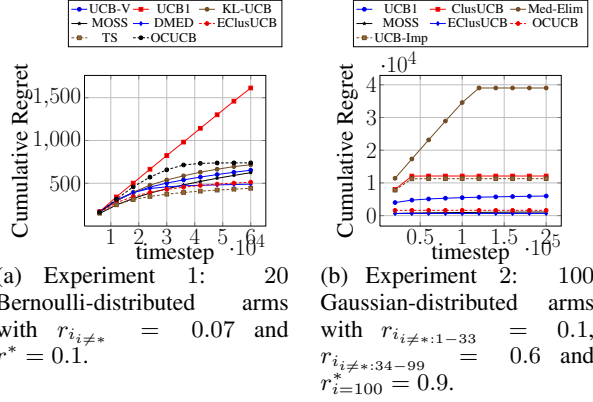 UCB-V UCB1 KL-UCB
MOSS DMED EClusUCB
TS OCUCB
Cumulative Regret
1,500
1,000
500
1 2 3 4 5 6
·10^4
timestep
(a) Experiment 1: 20
Bernoulli-distributed arms
with r_{i_{i≠*}} = 0.07 and
r^* = 0.1.
UCB1 ClusUCB Med-Elim
MOSS EClusUCB OCUCB
UCB-Imp
·10^4
Cumulative Regret
4
3
2
1
0
0.5 1 1.5 2
·10^5
timestep
(b) Experiment 2: 100
Gaussian-distributed arms
with r_{i_{i≠*:1−33}} = 0.1,
r_{i_{i≠*:34−99}} = 0.6 and
r^*_{i=100} = 0.9.